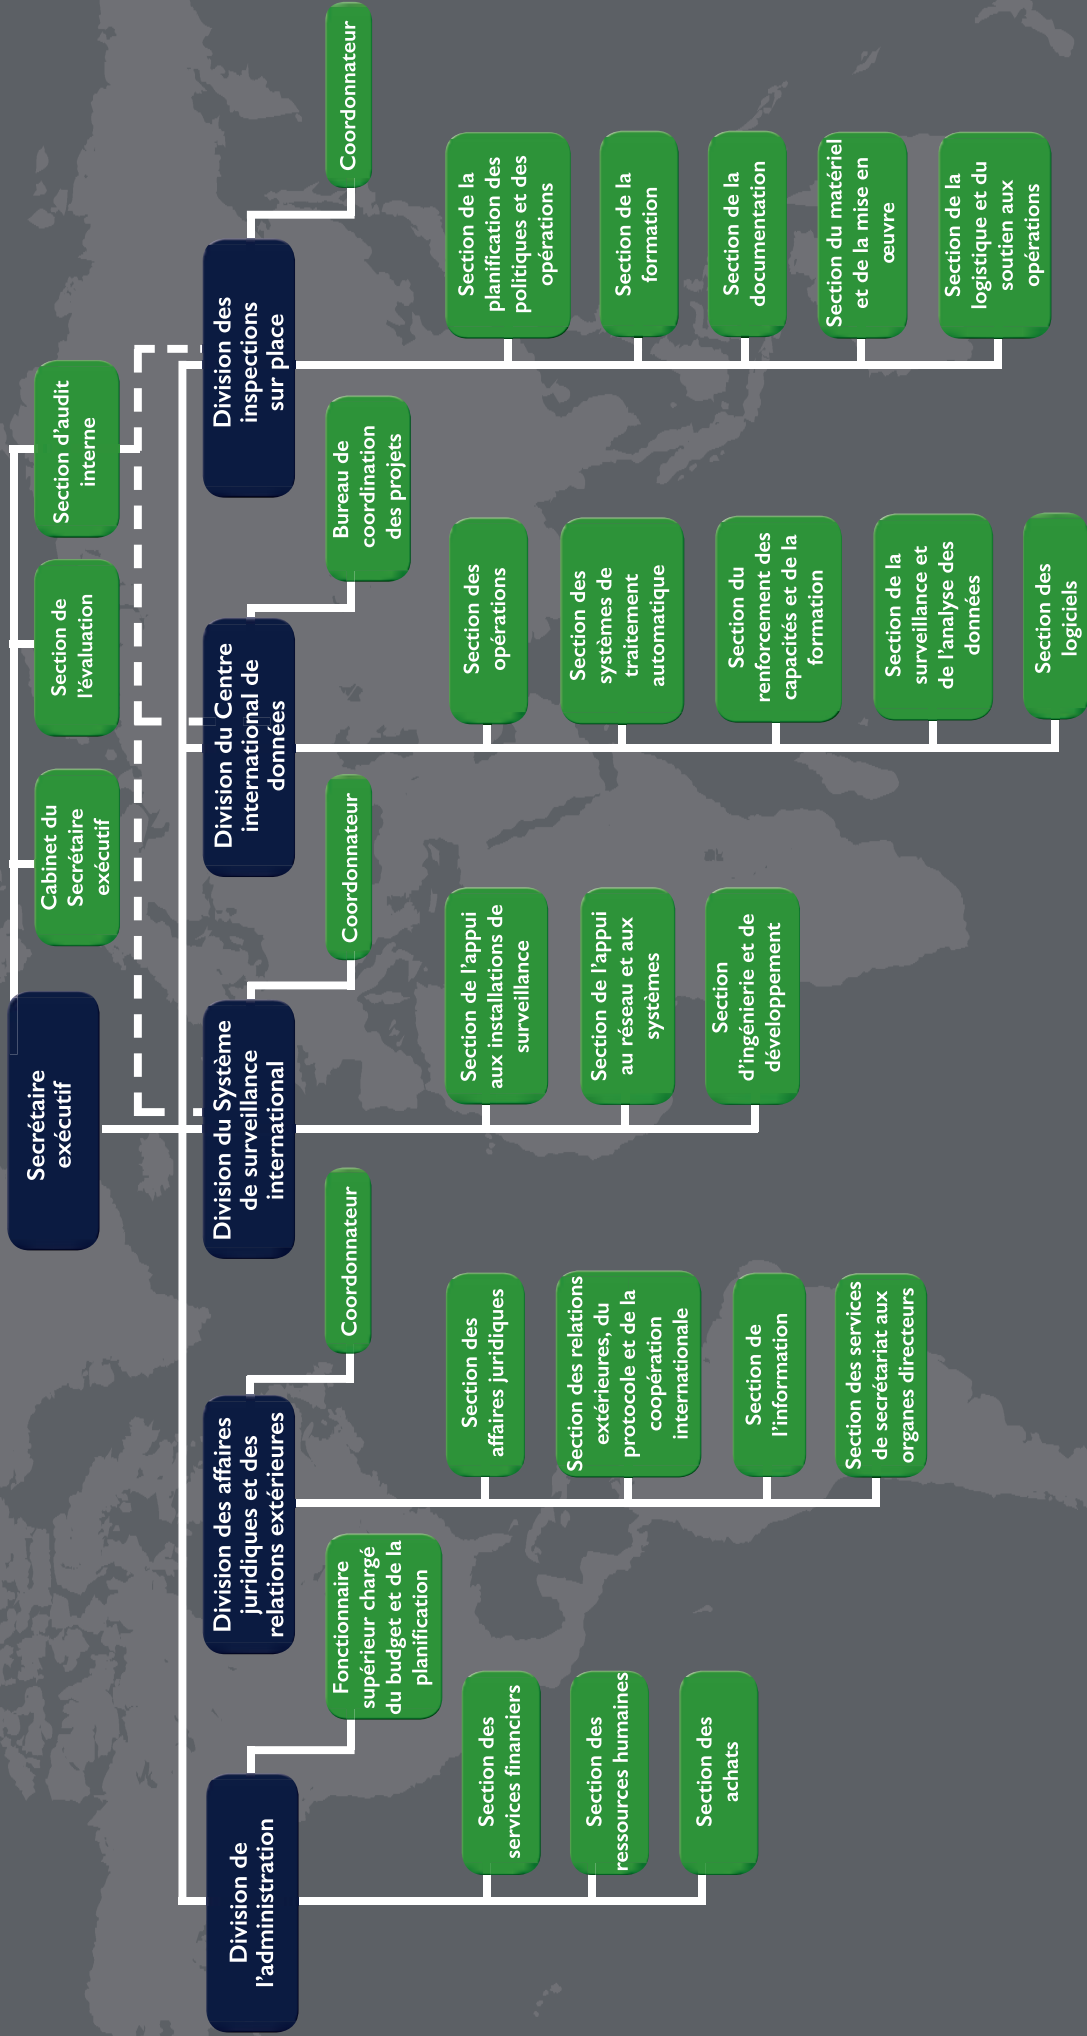 Secrétaire
exécutif
Cabinet du
Secrétaire
exécutif
Section de
l'évaluation
Section d'audit
interne
Division de
l'administration
Fonctionnaire
supérieur chargé
du budget et de la
planification
Section des
services financiers
Section des
ressources humaines
Section des
achats
Division des affaires
juridiques et des
relations extérieures
Coordonnateur
Section des
affaires juridiques
Section des relations
extérieures, du
protocole et de la
coopération
internationale
Section de
l'information
Section des services
de secrétariat aux
organes directeurs
Division du Système
de surveillance
international
Coordonnateur
Section de l'appui
aux installations de
surveillance
Section de l'appui
au réseau et aux
systèmes
Section
d'ingénierie et de
développement
Division du Centre
international de
données
Bureau de
coordination
des projets
Section des
opérations
Section des
systèmes de
traitement
automatique
Section du
renforcement des
capacités et de la
formation
Section de la
surveillance et
de l'analyse des
données
Section des
logiciels
Division des
inspections
sur place
Coordonnateur
Section de la
planification des
politiques et des
opérations
Section de la
formation
Section de la
documentation
Section du matériel
et de la mise en
œuvre
Section de la
logistique et du
soutien aux
opérations